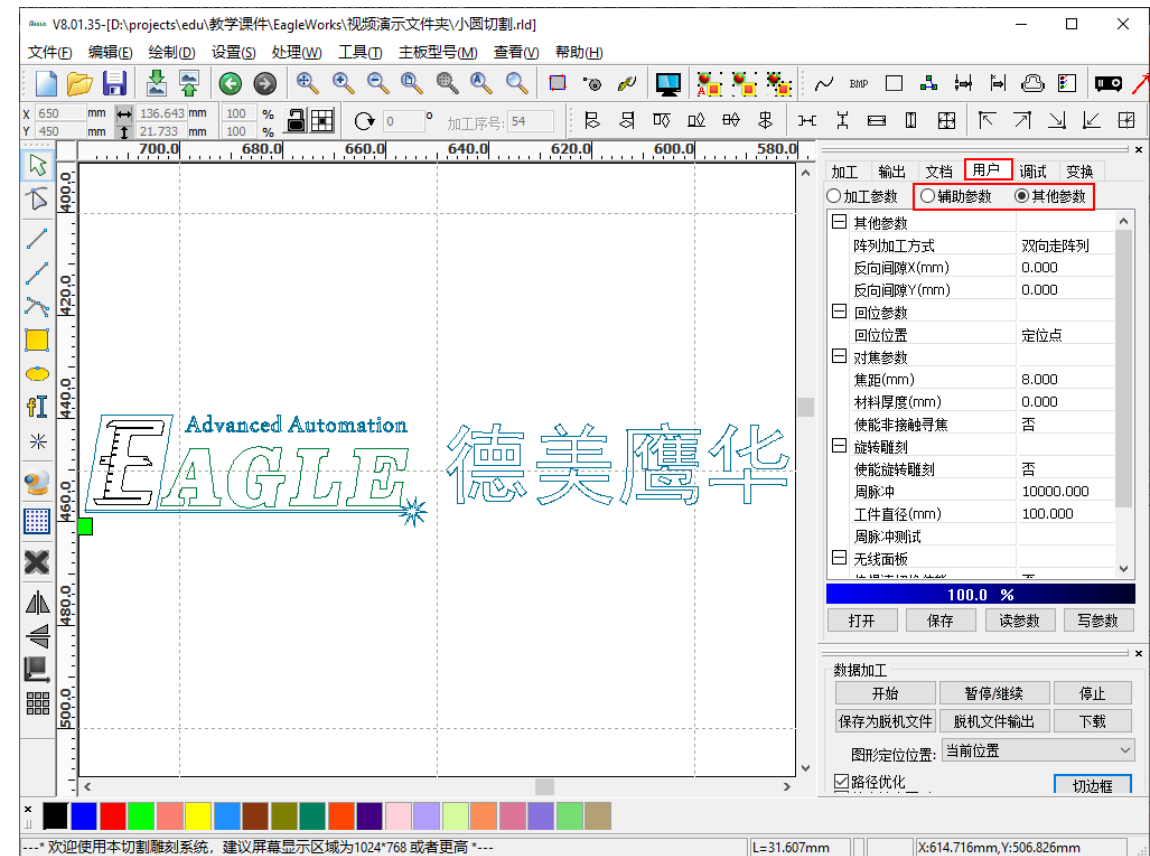 V8.01.35-[D:\projects\edu\教学课件\EagleWorks\视频演示文件夹\小圆切割.rld]
文件(F) 编辑(E) 绘制(D) 设置(S) 处理(W) 工具(T) 主板型号(M) 查看(V) 帮助(H)
BMP
X 650 mm 136.643 mm 100 %
Y 450 mm 21.733 mm 100 %
0 ° 加工序号: 54
700.0 680.0 660.0 640.0 620.0 600.0 580.0
400.0
420.0
440.0
460.0
480.0
500.0
Advanced Automation
EAGLE 德美鹰华
加工 输出 文档 用户 调试 变换
加工参数 辅助参数 其他参数
其他参数
阵列加工方式 双向走阵列
反向间隙X(mm) 0.000
反向间隙Y(mm) 0.000
回位参数
回位位置 定位点
对焦参数
焦距(mm) 8.000
材料厚度(mm) 0.000
使能非接触寻焦 否
旋转雕刻
使能旋转雕刻 否
周脉冲 10000.000
工件直径(mm) 100.000
周脉冲测试
无线面板
100.0 %
打开 保存 读参数 写参数
数据加工
开始 暂停/继续 停止
保存为脱机文件 脱机文件输出 下载
图形定位位置: 当前位置
路径优化 切边框
---* 欢迎使用本切割雕刻系统, 建议屏幕显示区域为1024*768 或者更高 *---
L=31.607mm
X:614.716mm,Y:506.826mm